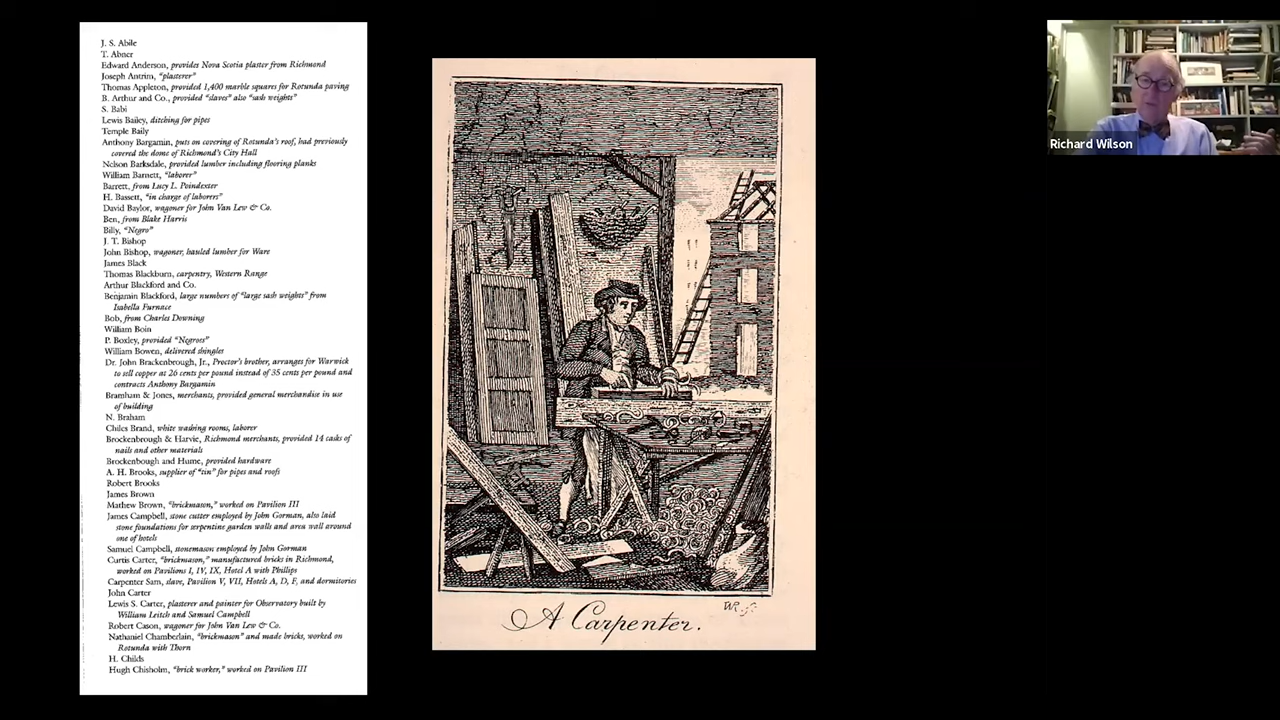 J. S. Abile
T. Abner
Edward Anderson, provides Nova Scotia plaster from Richmond
Joseph Antrim, "plasterer"
Thomas Appleton, provided 1,400 marble squares for Rotunda paving
B. Arthur and Co., provided "slaves" also "sash weights"
S. Babi
Lewis Bailey, ditching for pipes
Temple Baily
Anthony Bargamin, puts on covering of Rotunda's roof, had previously
covered the dome of Richmond's City Hall
Nelson Barksdale, provided lumber including flooring planks
William Barnett, "laborer"
Barrett, from Lucy L. Poindexter
H. Bassett, "in charge of laborers"
David Baylor, wagoner for John Van Lew & Co.
Ben, from Blake Harris
Billy, "Negro"
J. T. Bishop
John Bishop, wagoner, hauled lumber for Ware
James Black
Thomas Blackburn, carpentry, Western Range
Arthur Blackford and Co.
Benjamin Blackford, large numbers of "large sash weights" from
Isabella Furnace
Bob, from Charles Downing
William Boin
P. Boxley, provided "Negroes"
William Bowen, delivered shingles
Dr. John Brackenbrough, Jr., Proctor's brother, arranges for Warwick
to sell copper at 26 cents per pound instead of 35 cents per pound and
contracts Anthony Bargamin
Bramham & Jones, merchants, provided general merchandise in use
of building
N. Braham
Chiles Brand, white washing rooms, laborer
Brockenbrough & Harvie, Richmond merchants, provided 14 casks of
nails and other materials
Brockenbough and Hume, provided hardware
A. H. Brooks, supplier of "tin" for pipes and roofs
Robert Brooks
James Brown
Mathew Brown, "brickmason," worked on Pavilion III
James Campbell, stone cutter employed by John Gorman, also laid
stone foundations for serpentine garden walls and area wall around
one of hotels
Samuel Campbell, stonemason employed by John Gorman
Curtis Carter, "brickmason," manufactured bricks in Richmond,
worked on Pavilions I, IV, IX, Hotel A with Phillips
Carpenter Sam, slave, Pavilion V, VII, Hotels A, D, F, and dormitories
John Carter
Lewis S. Carter, plasterer and painter for Observatory built by
William Leitch and Samuel Campbell
Robert Cason, wagoner for John Van Lew & Co.
Nathaniel Chamberlain, "brickmason" and made bricks, worked on
Rotunda with Thorn
H. Childs
Hugh Chisholm, "brick worker," worked on Pavilion III
A Carpenter.
Richard Wilson